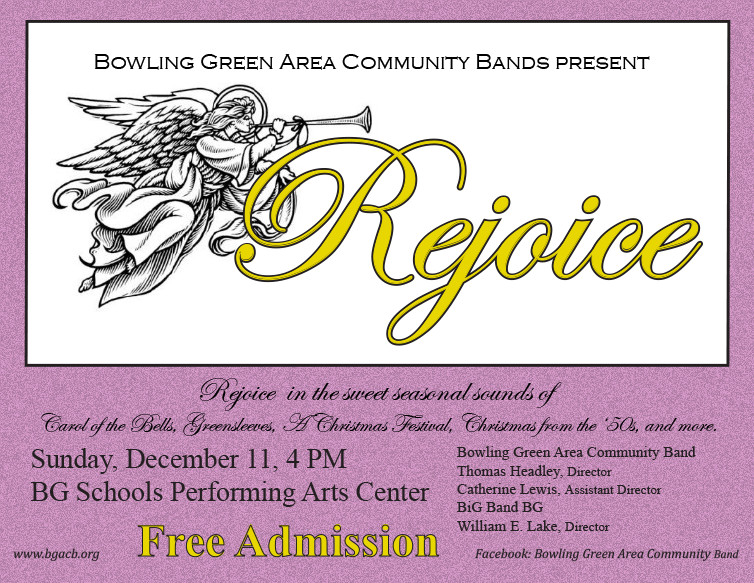 Bowling Green Area Community Bands present
Rejoice
Rejoice in the sweet seasonal sounds of
Carol of the Bells, Greensleeves, A Christmas Festival, Christmas from the ‘50s, and more.
Sunday, December 11, 4 PM
BG Schools Performing Arts Center
Free Admission
Bowling Green Area Community Band
Thomas Headley, Director
Catherine Lewis, Assistant Director
BiG Band BG
William E. Lake, Director
www.bgacb.org
Facebook: Bowling Green Area Community Band